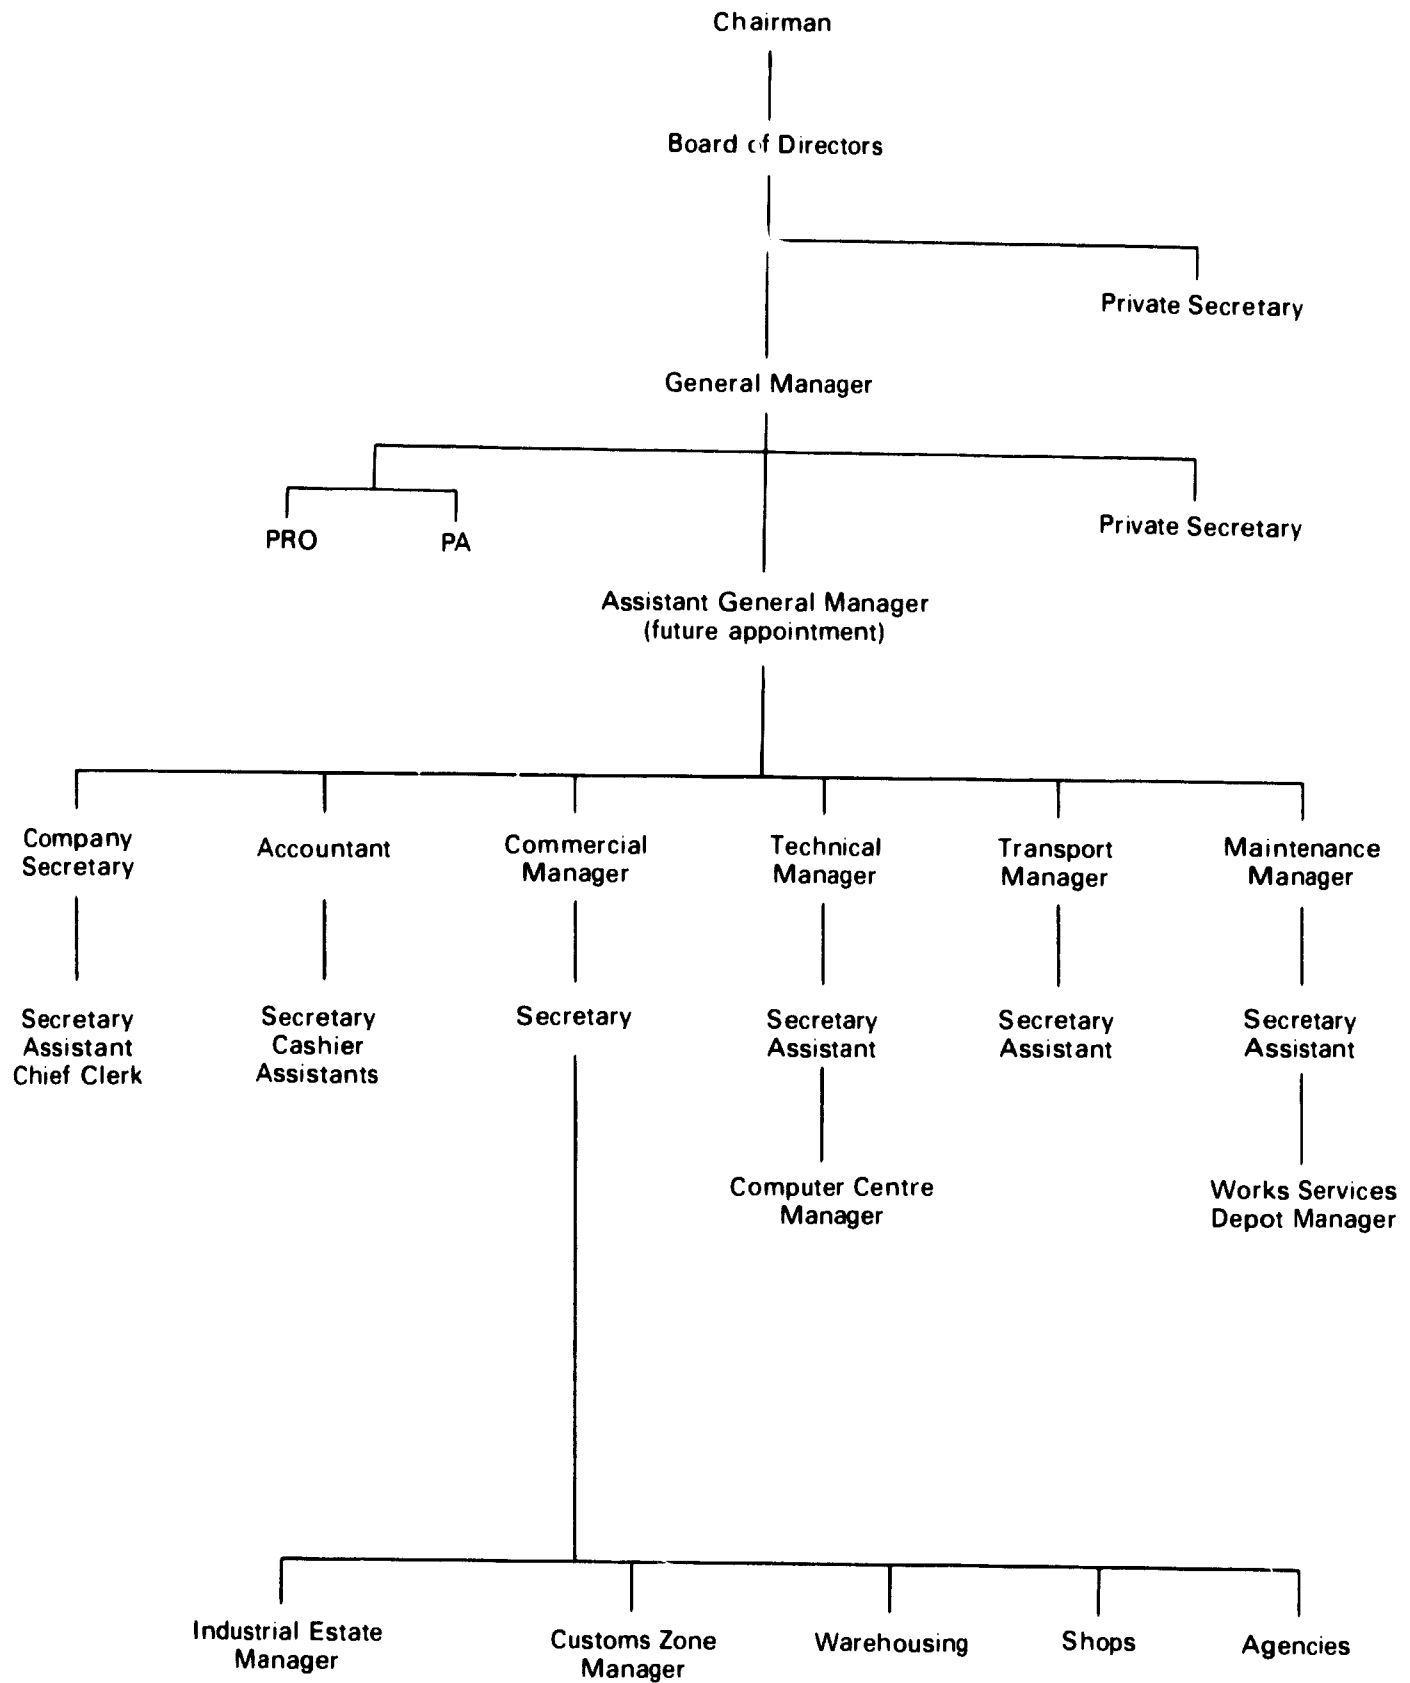 Chairman
Board of Directors
Private Secretary
General Manager
PRO
PA
Private Secretary
Assistant General Manager
(future appointment)
Company
Secretary
Accountant
Commercial
Manager
Technical
Manager
Transport
Manager
Maintenance
Manager
Secretary
Assistant
Chief Clerk
Secretary
Cashier
Assistants
Secretary
Secretary
Assistant
Secretary
Assistant
Secretary
Assistant
Computer Centre
Manager
Works Services
Depot Manager
Industrial Estate
Manager
Customs Zone
Manager
Warehousing
Shops
Agencies